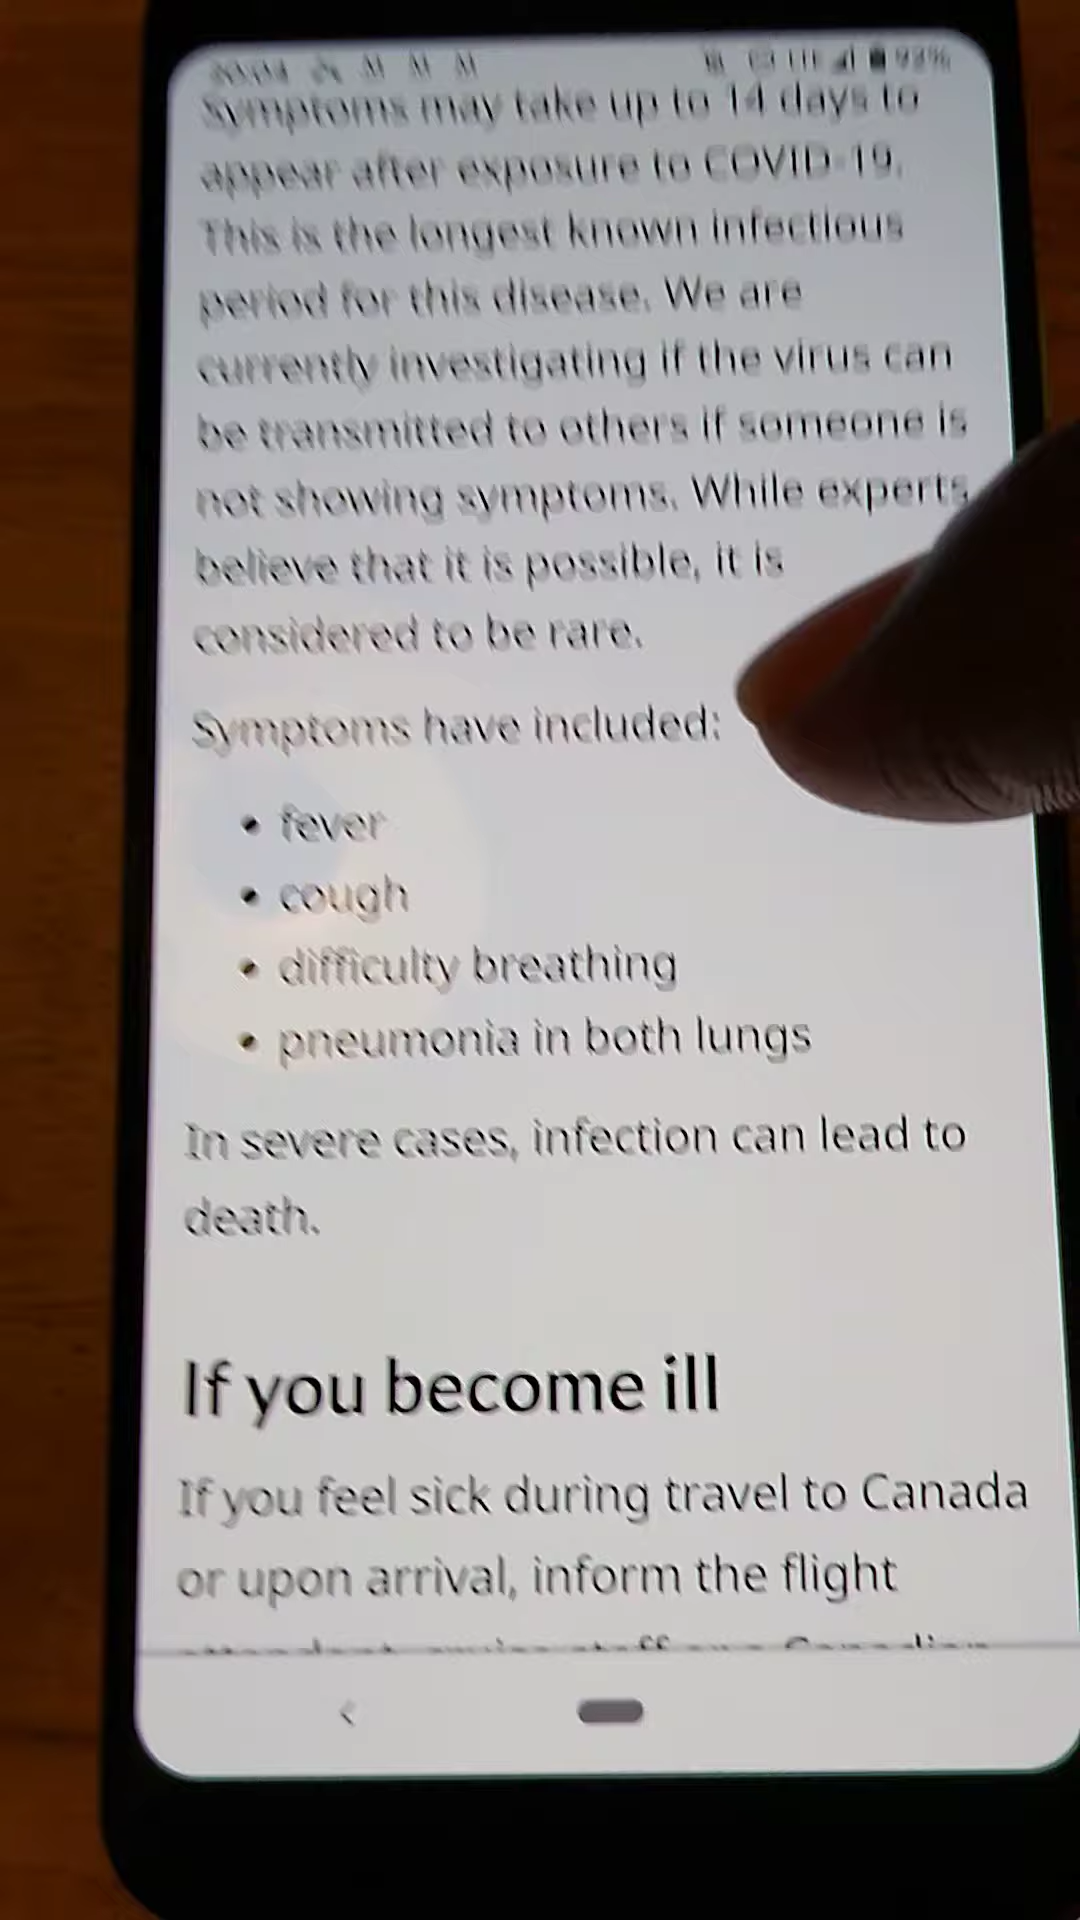 93%
Symptoms may take up to 14 days to
appear after exposure to COVID-19.
This is the longest known infectious
period for this disease. We are
currently investigating if the virus can
be transmitted to others if someone is
not showing symptoms. While experts
believe that it is possible, it is
considered to be rare.
Symptoms have included:
• fever
• cough
• difficulty breathing
• pneumonia in both lungs
In severe cases, infection can lead to
death.
If you become ill
If you feel sick during travel to Canada
or upon arrival, inform the flight